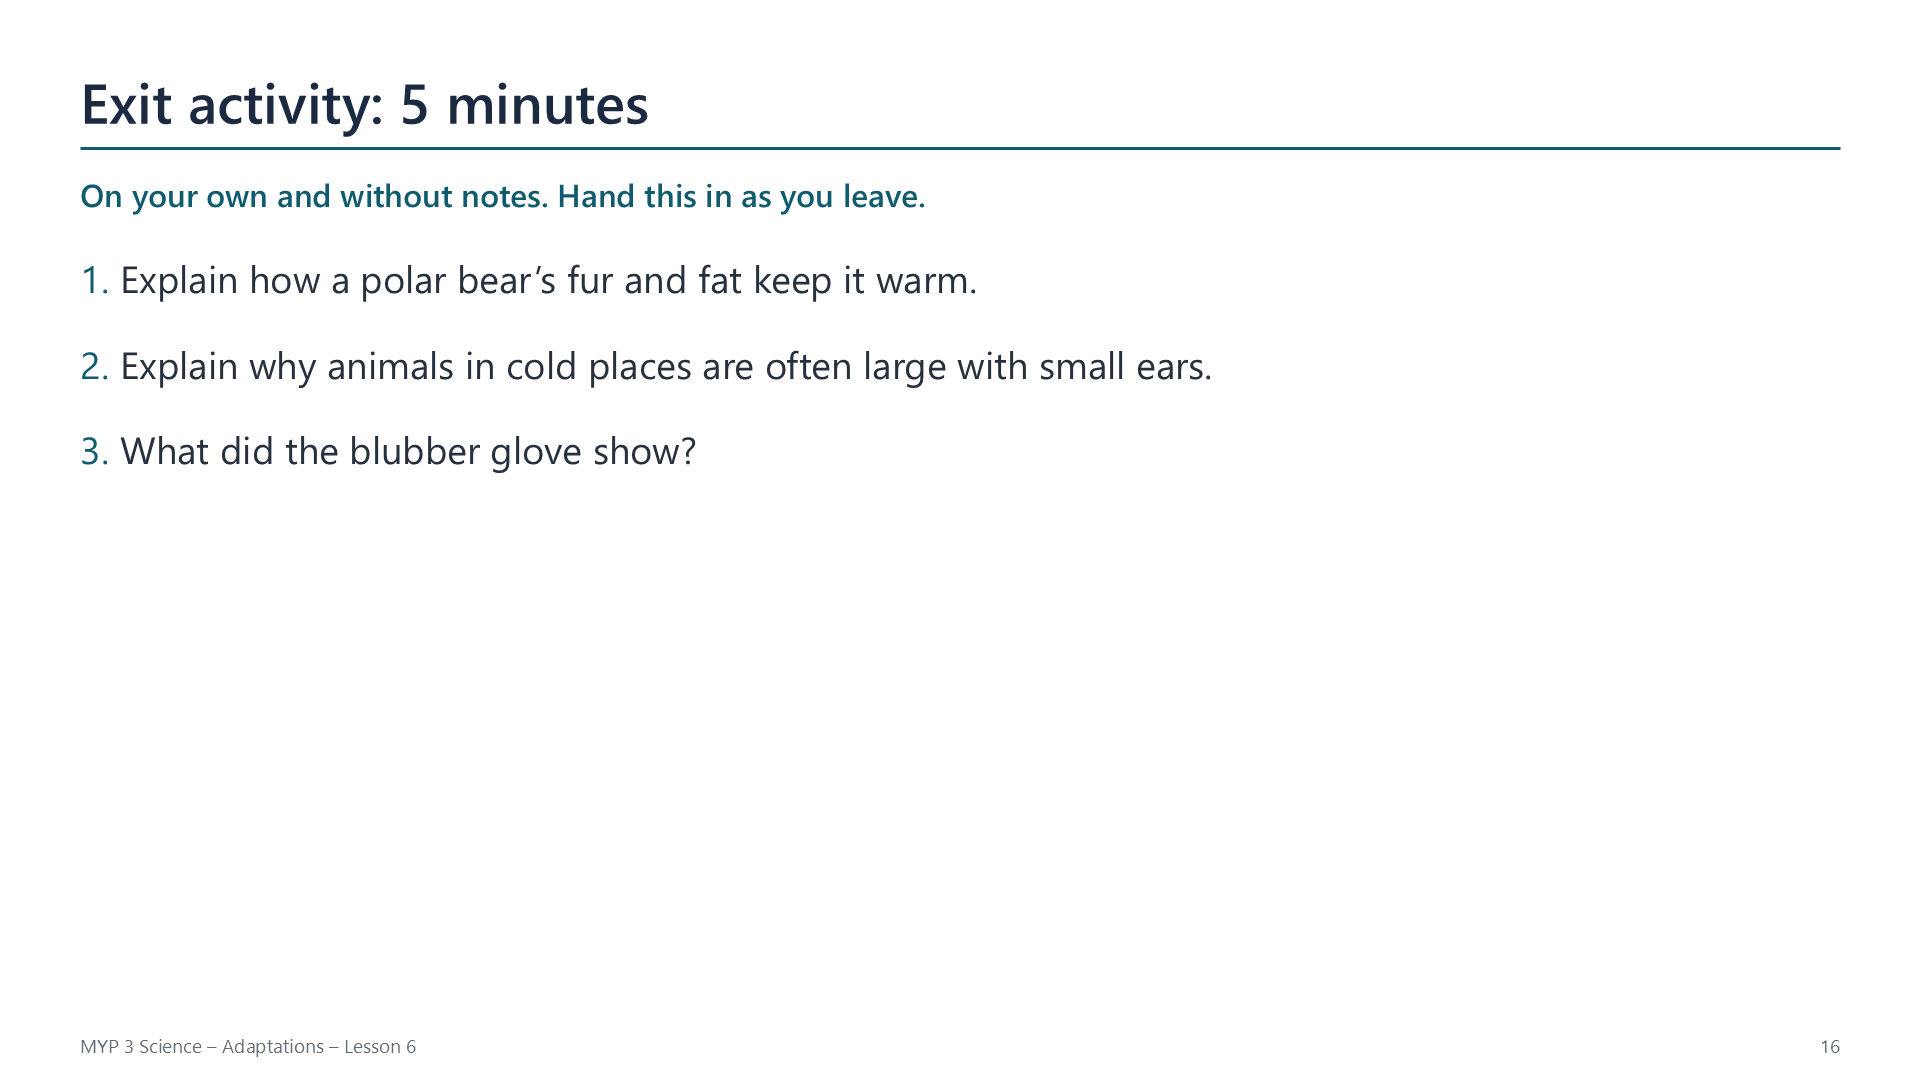 Exit activity: 5 minutes
On your own and without notes. Hand this in as you leave.
1. Explain how a polar bear’s fur and fat keep it warm.
2. Explain why animals in cold places are often large with small ears.
3. What did the blubber glove show?
MYP 3 Science – Adaptations – Lesson 6
16